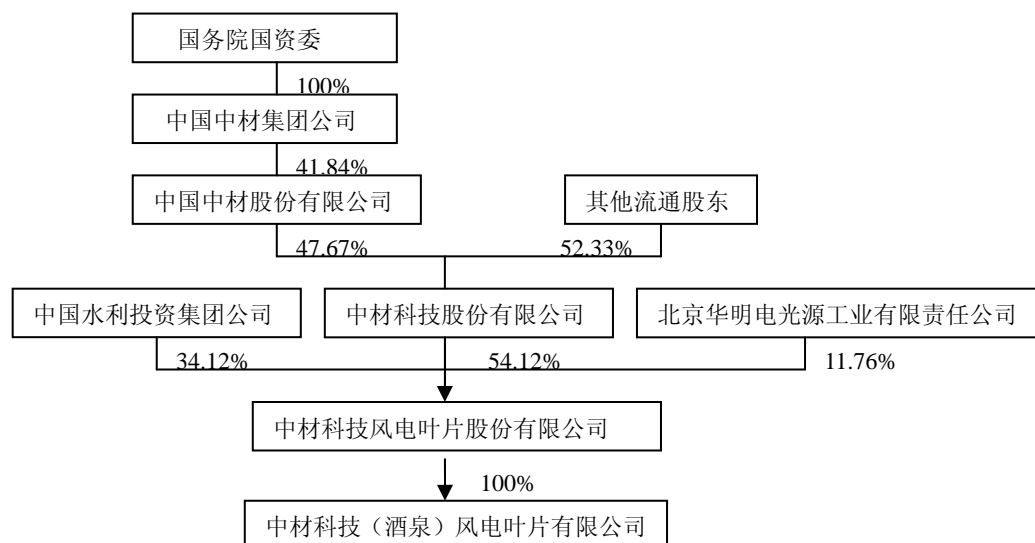 国务院国资委
100%
中国中材集团公司
41.84%
中国中材股份有限公司
其他流通股东
47.67%
52.33%
中国水利投资集团公司
中材科技股份有限公司
北京华明电光源工业有限责任公司
34.12%
54.12%
11.76%
中材科技风电叶片股份有限公司
100%
中材科技（酒泉）风电叶片有限公司